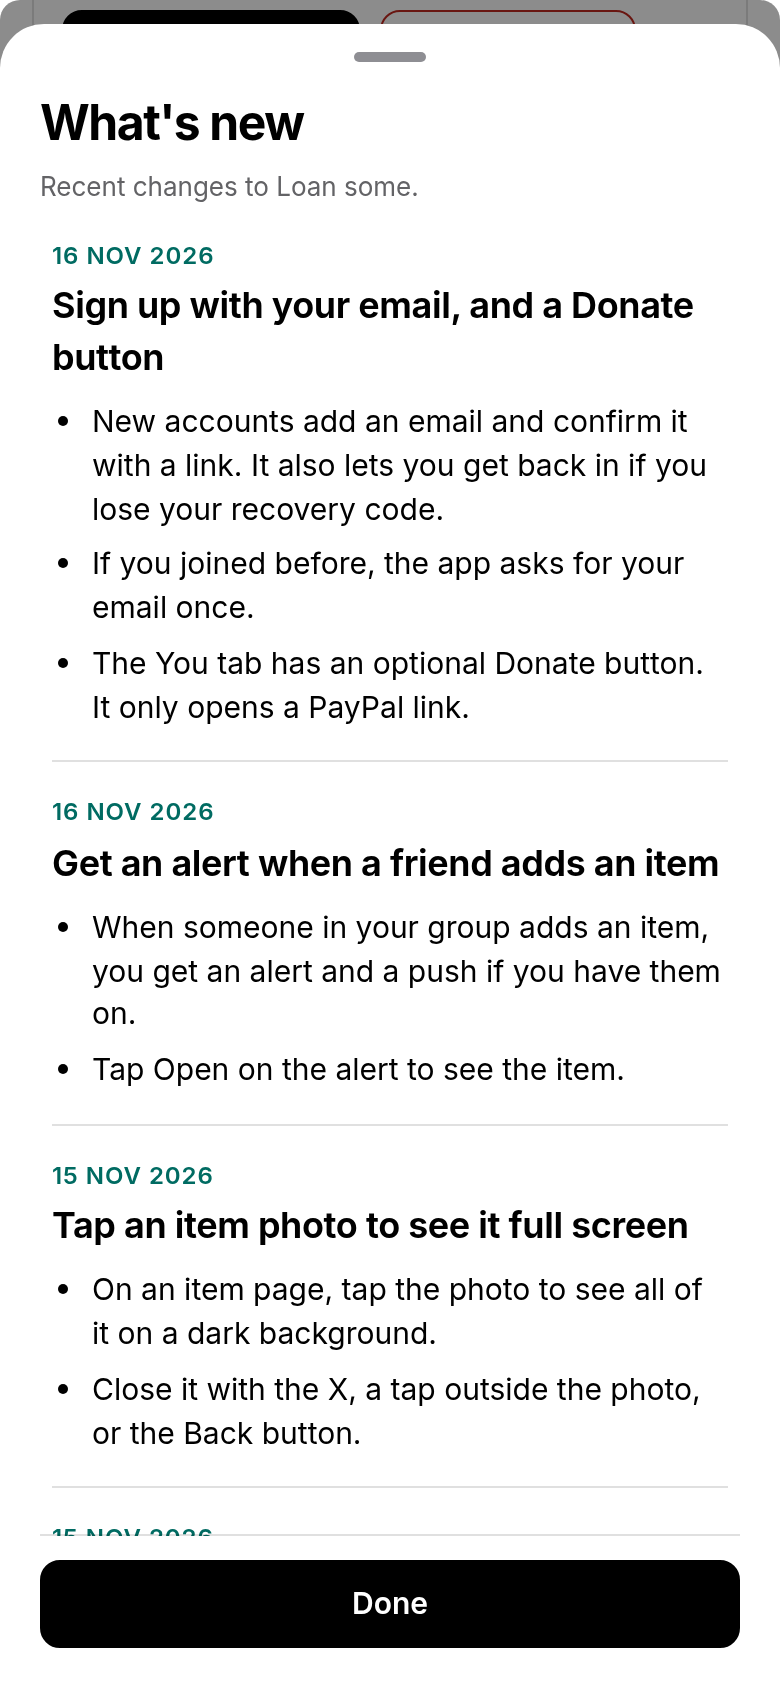 What's new
Recent changes to Loan some.
16 NOV 2026
Sign up with your email, and a Donate
button
• New accounts add an email and confirm it
with a link. It also lets you get back in if you
lose your recovery code.
• If you joined before, the app asks for your
email once.
• The You tab has an optional Donate button.
It only opens a PayPal link.
16 NOV 2026
Get an alert when a friend adds an item
• When someone in your group adds an item,
you get an alert and a push if you have them
on.
• Tap Open on the alert to see the item.
15 NOV 2026
Tap an item photo to see it full screen
• On an item page, tap the photo to see all of
it on a dark background.
• Close it with the X, a tap outside the photo,
or the Back button.
15 NOV 2026
Done